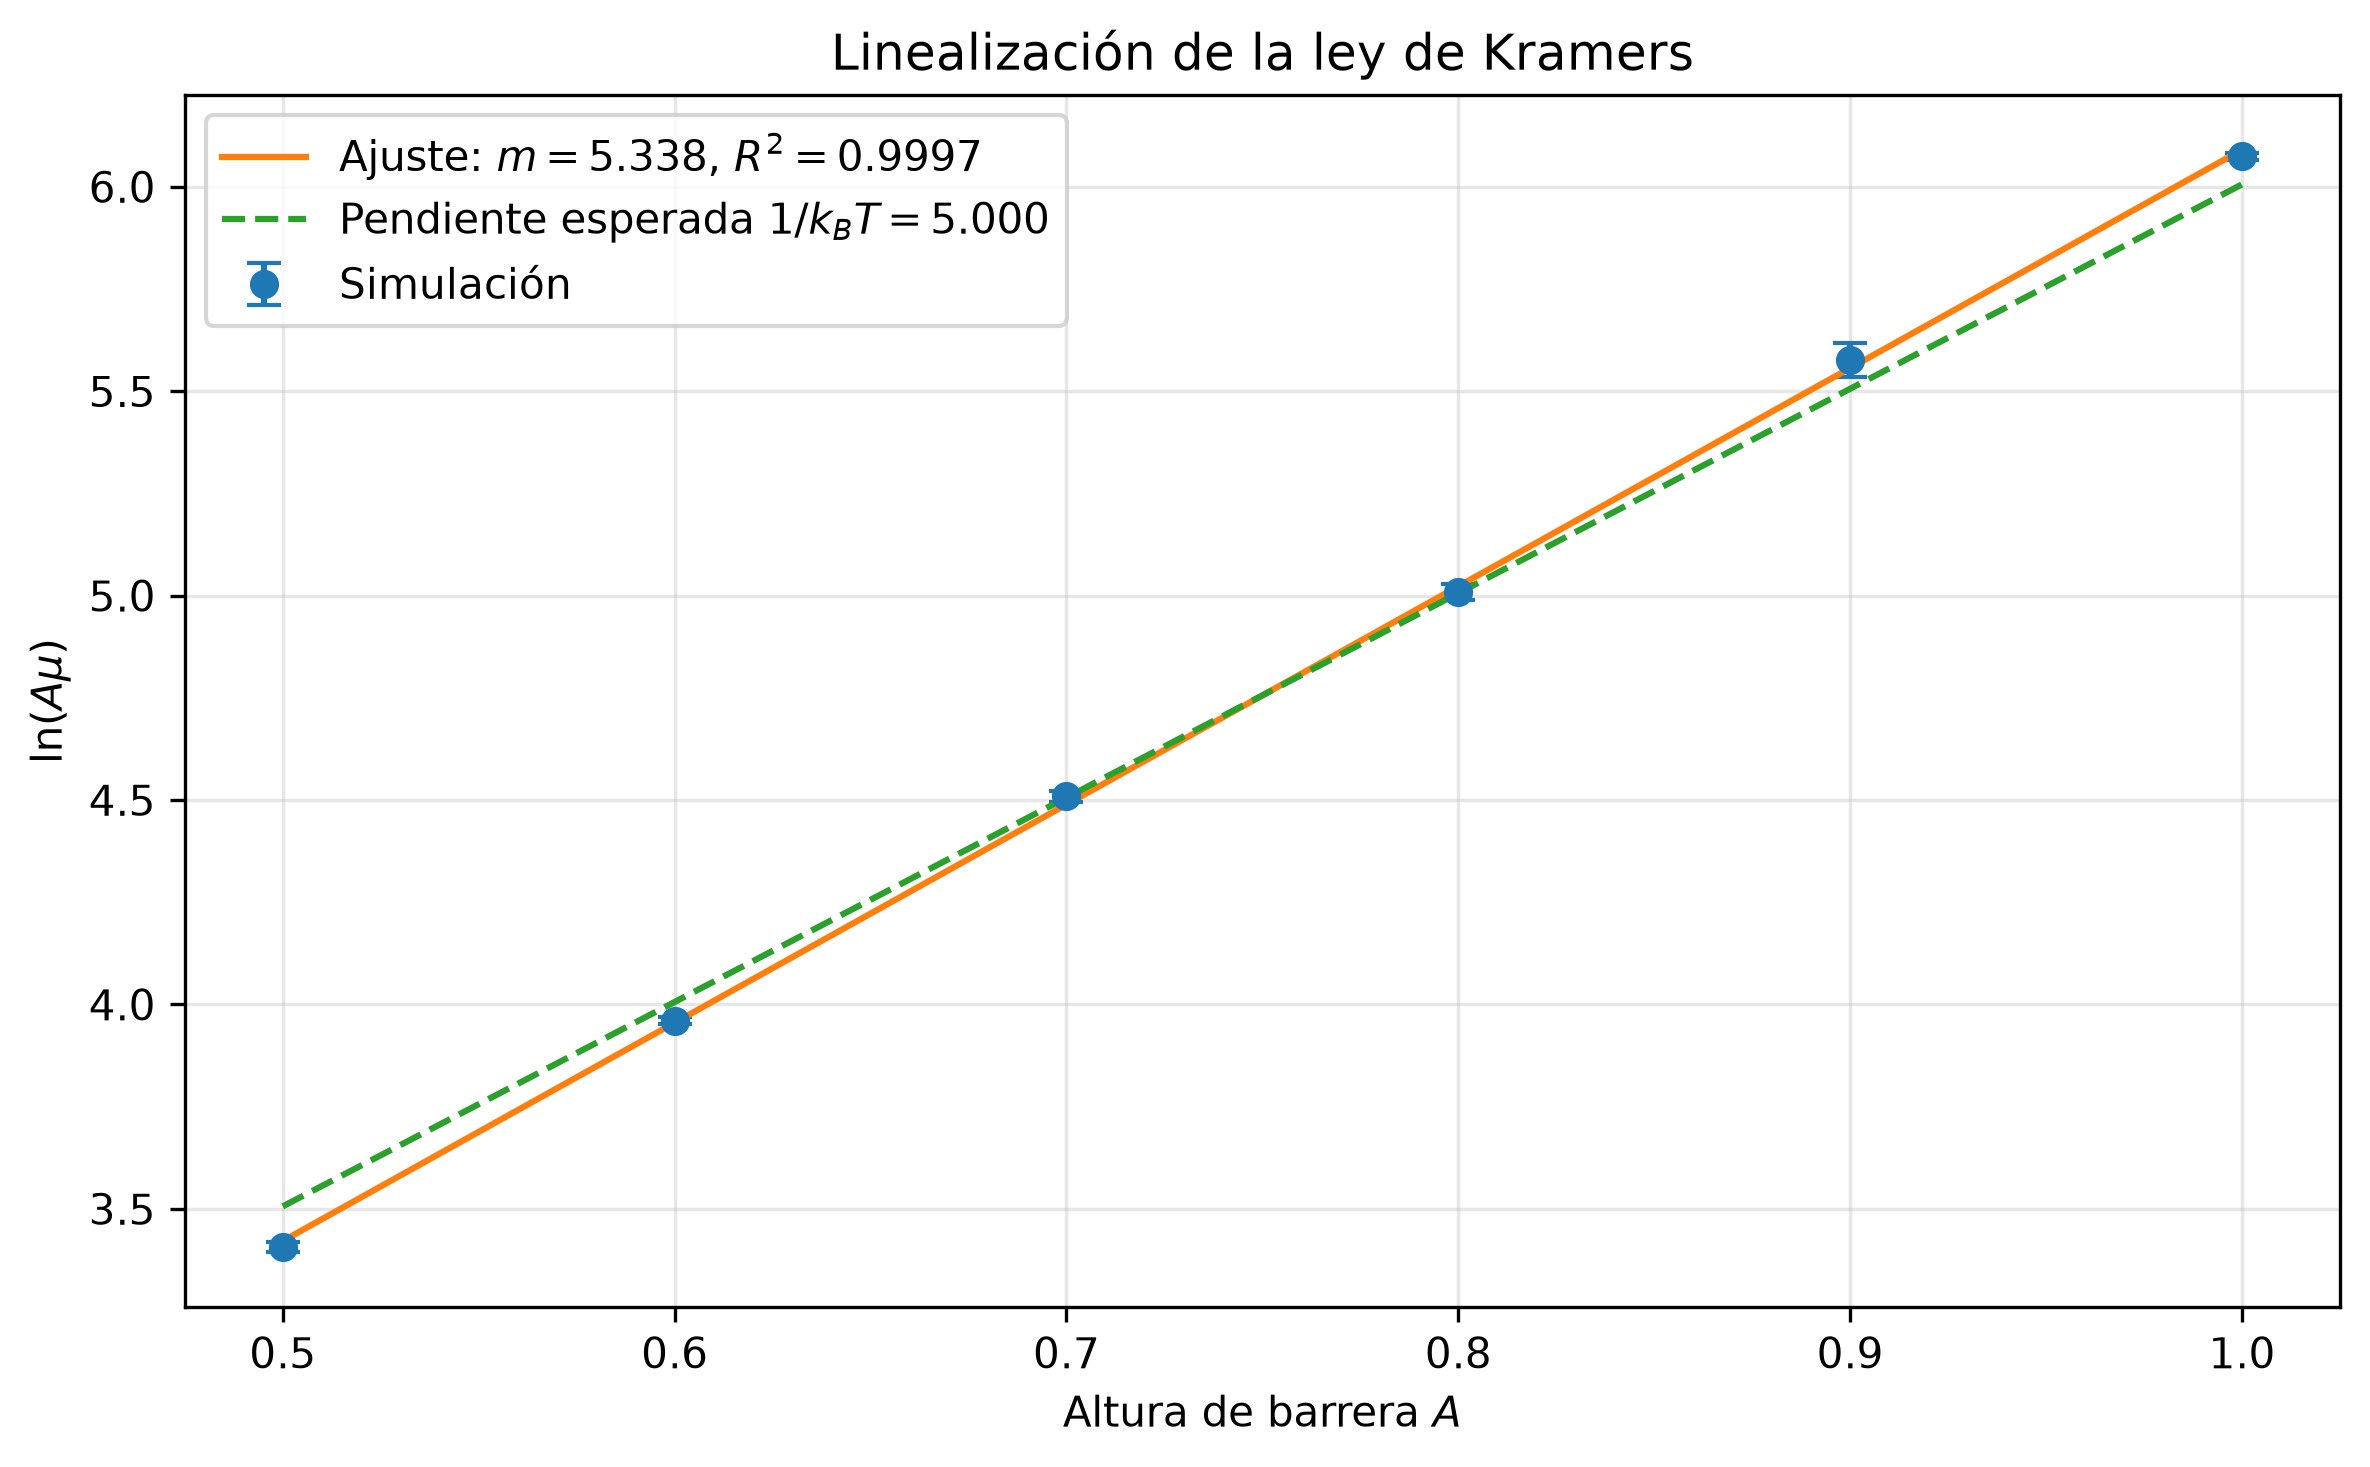 Linealización de la ley de Kramers
Ajuste: m = 5.338, R² = 0.9997
Pendiente esperada 1/k_BT = 5.000
Simulación
ln(Aμ)
6.0
5.5
5.0
4.5
4.0
3.5
0.5 0.6 0.7 0.8 0.9 1.0
Altura de barrera A